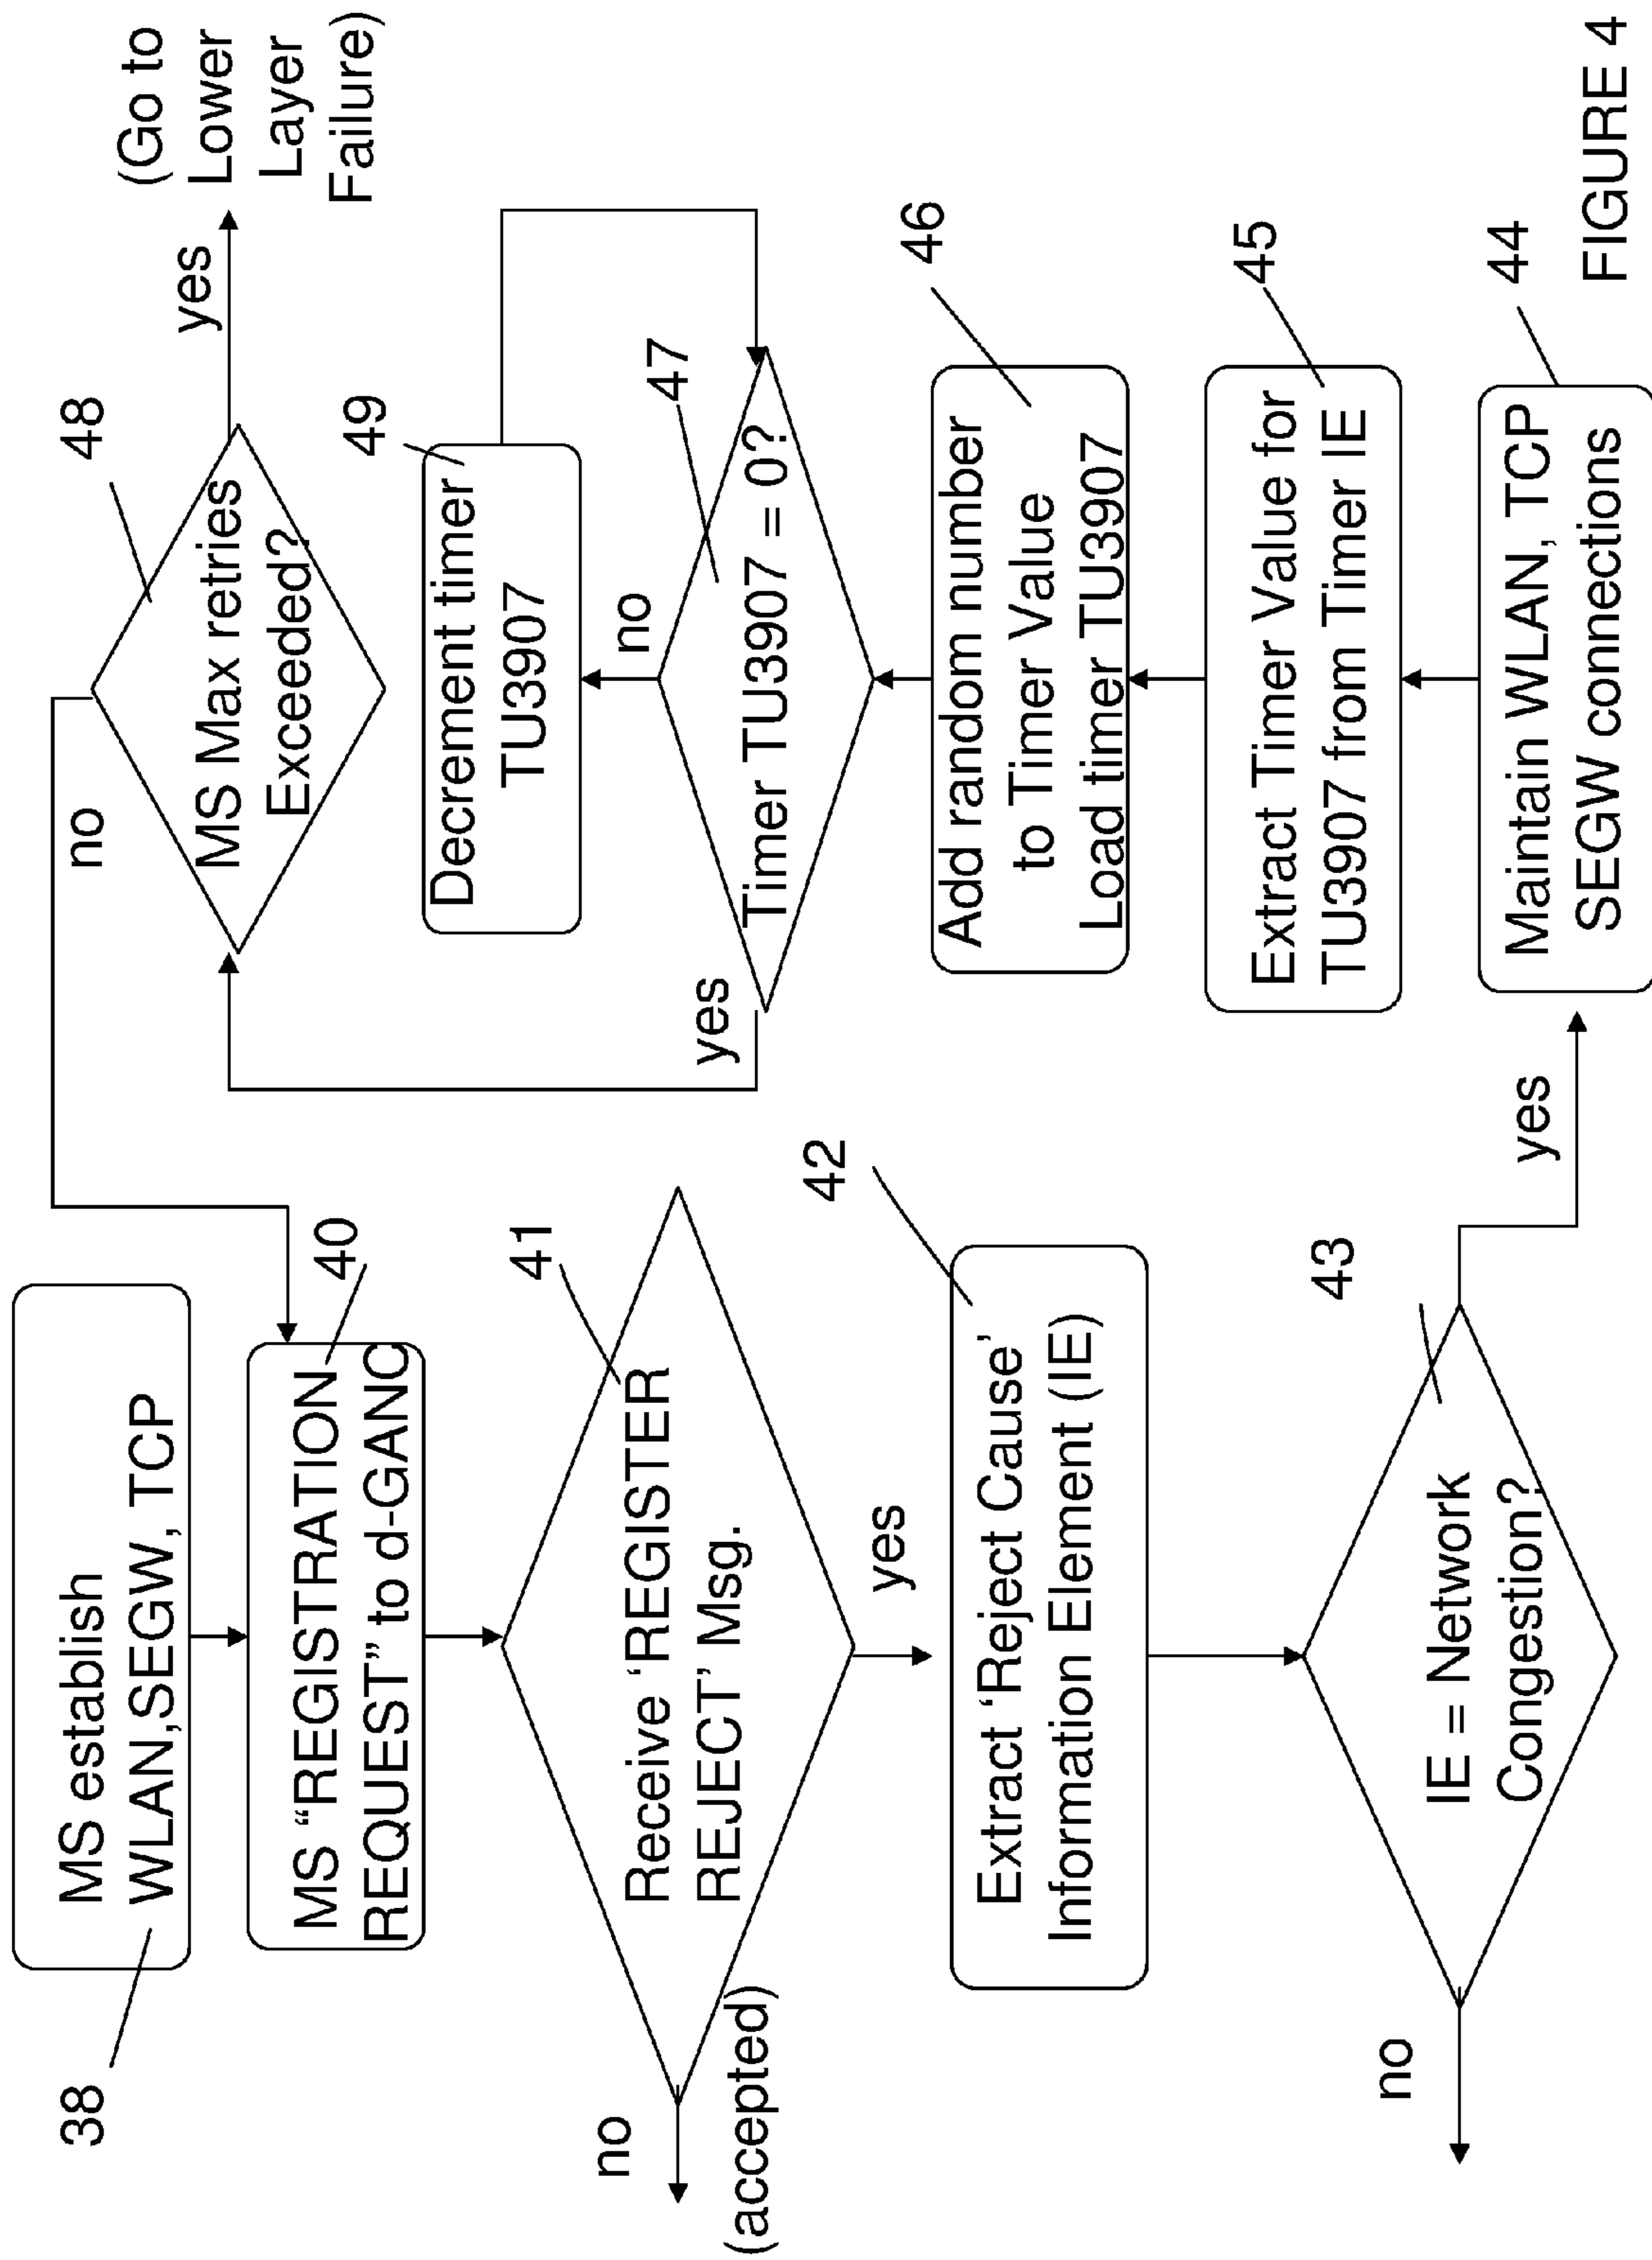 MS establish
WLAN,SEGW, TCP
38
MS “REGISTRATION
REQUEST” to d-GANC
40
Receive ‘REGISTER
REJECT’ Msg.
41
no
(accepted)
yes
Extract ‘Reject Cause’
Information Element (IE)
42
IE = Network
Congestion?
43
no
yes
MS Max retries
Exceeded?
48
no
yes
(Go to
Lower
Layer
Failure)
Decrement timer
TU3907
49
no
Timer TU3907 = 0?
47
yes
Add random number
to Timer Value
Load timer TU3907
46
Extract Timer Value for
TU3907 from Timer IE
45
Maintain WLAN, TCP
SEGW connections
44
FIGURE 4